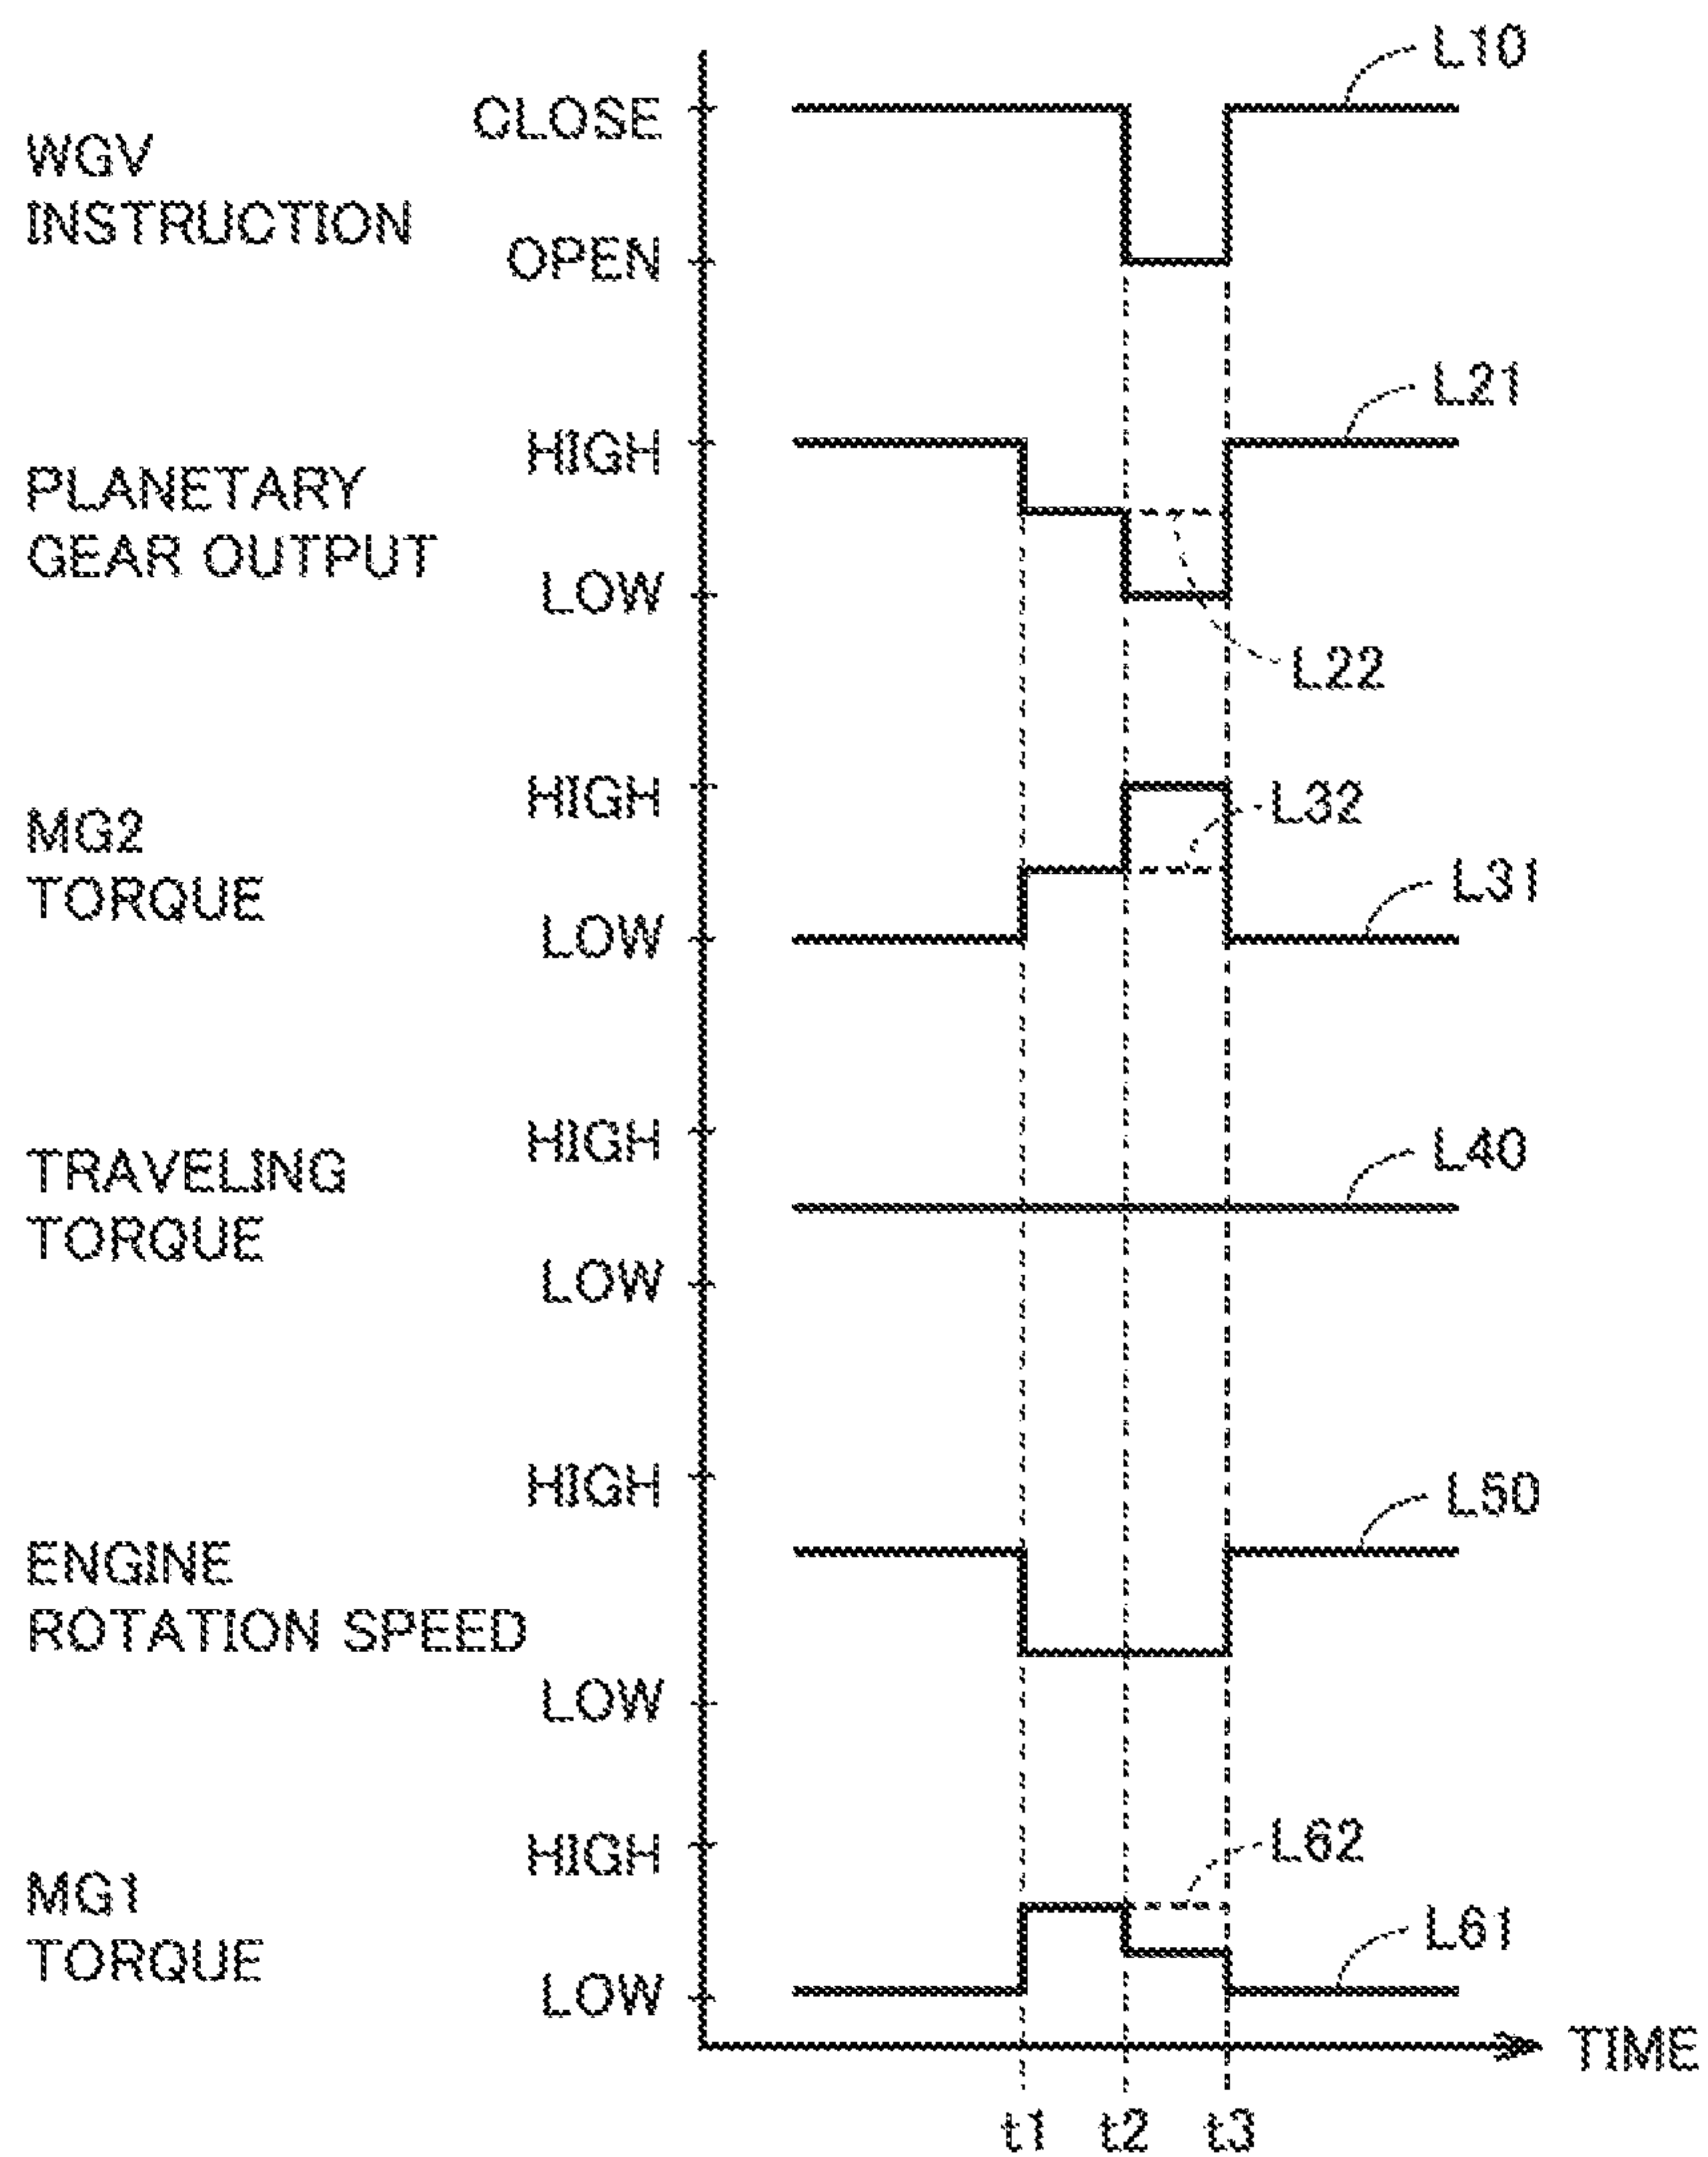 L10
CLOSE
WGV
INSTRUCTION
OPEN
L21
HIGH
PLANETARY
GEAR OUTPUT
LOW
L22
HIGH
L32
MG2
TORQUE
L31
LOW
HIGH
L40
TRAVELING
TORQUE
LOW
HIGH
L50
ENGINE
ROTATION SPEED
LOW
HIGH
L62
MG1
TORQUE
L61
LOW
TIME
t1 t2 t3